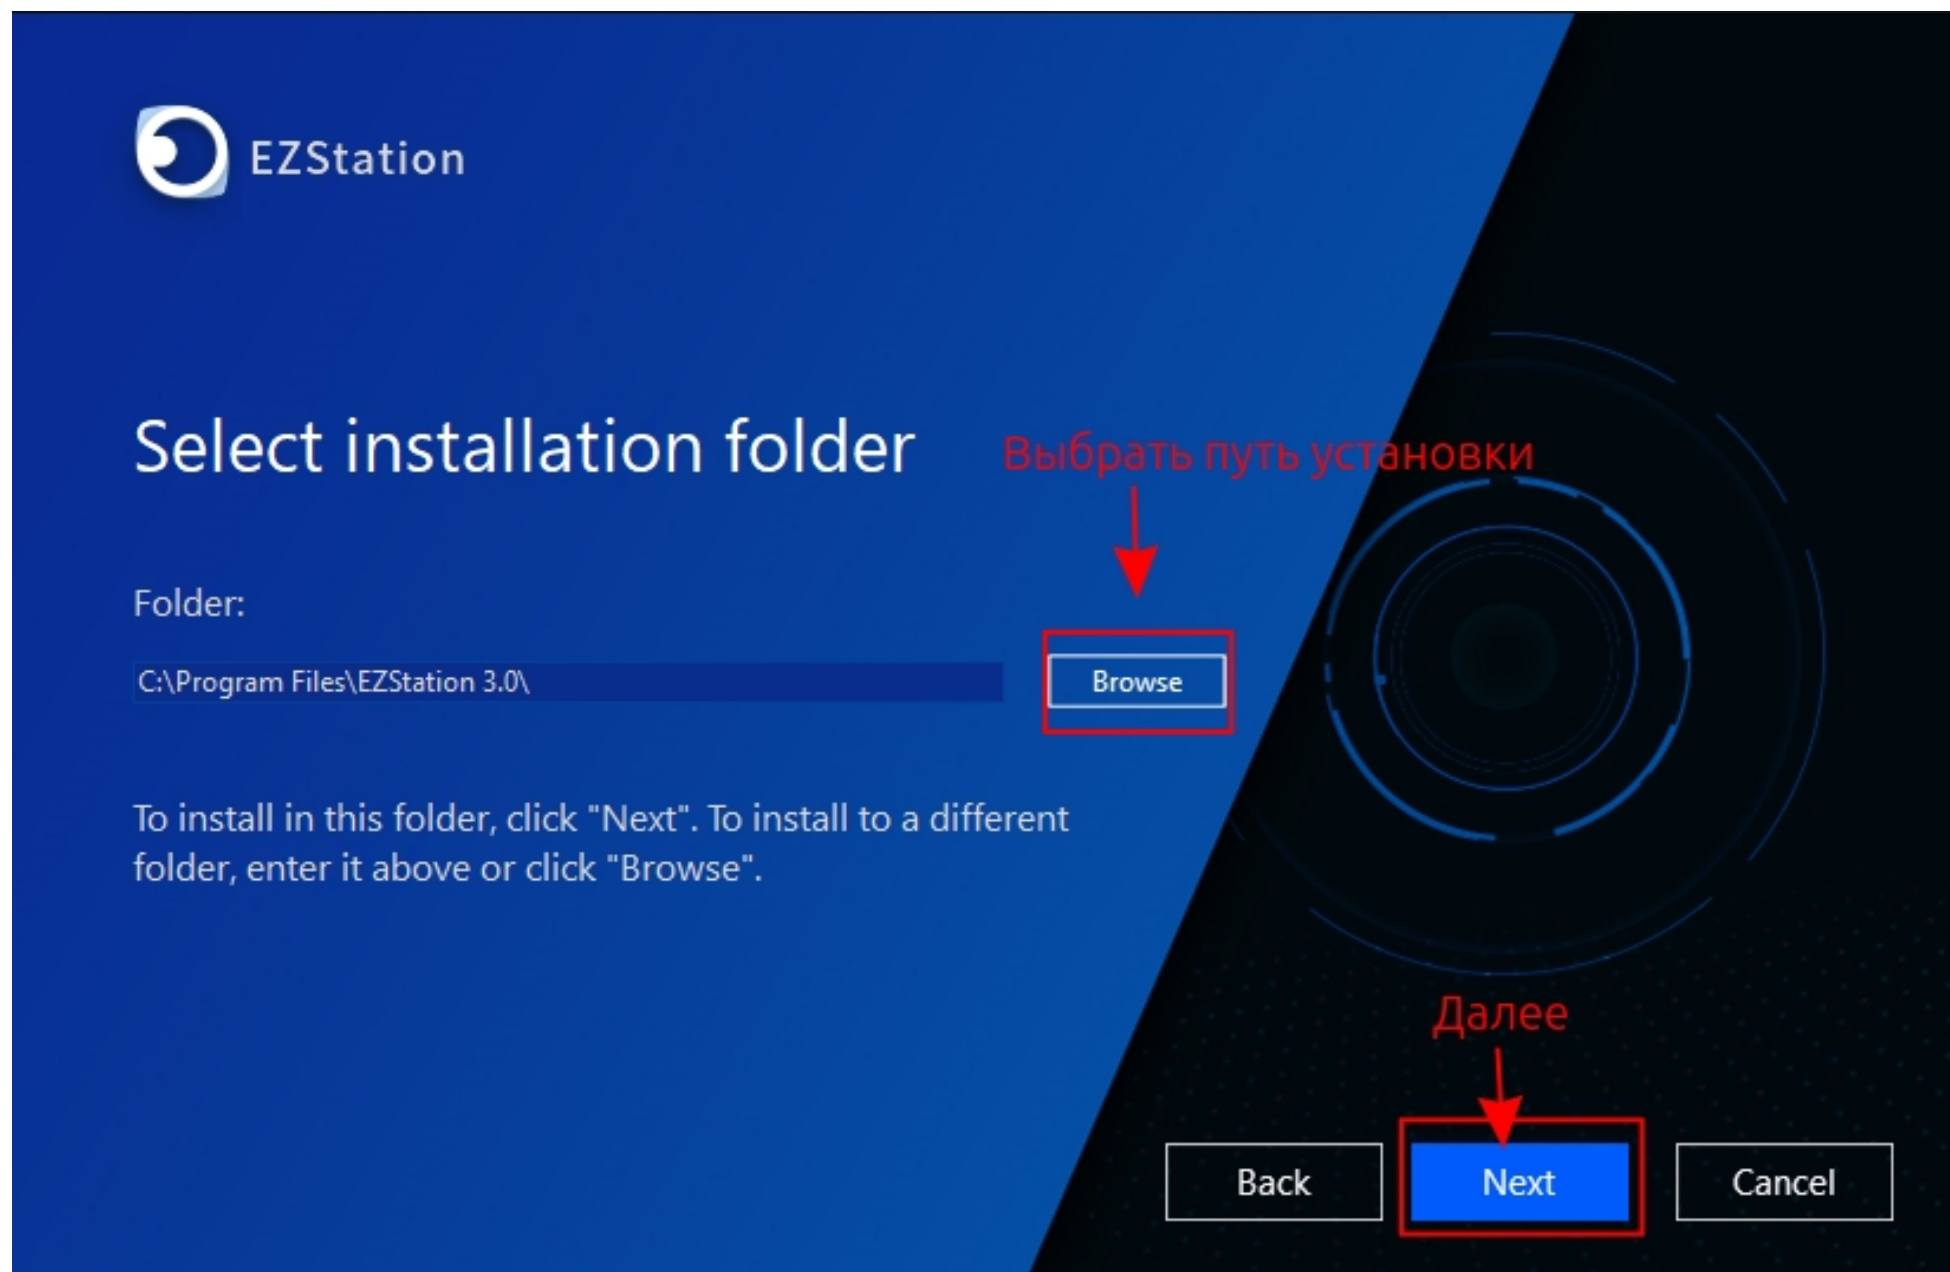 EZStation
Select installation folder
Выбрать путь установки
Folder:
C:\Program Files\EZStation 3.0\
Browse
To install in this folder, click "Next". To install to a different
folder, enter it above or click "Browse".
Далее
Back
Next
Cancel